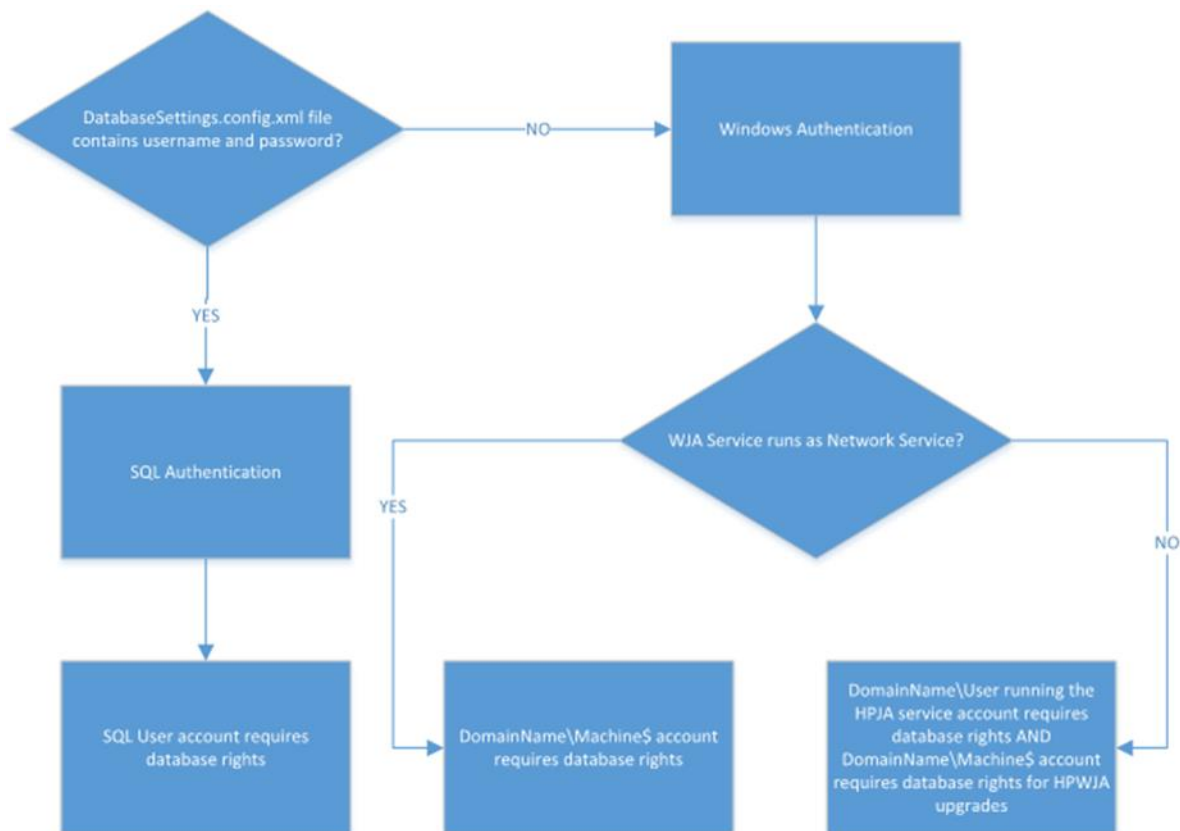 DatabaseSettings.config.xml file
contains username and password?
NO
Windows Authentication
YES
SQL Authentication
WJA Service runs as Network Service?
YES
NO
SQL User account requires
database rights
DomainName\Machine$ account
requires database rights
DomainName\User running the
HPJA service account requires
database rights AND
DomainName\Machine$ account
requires database rights for HPWJA
upgrades